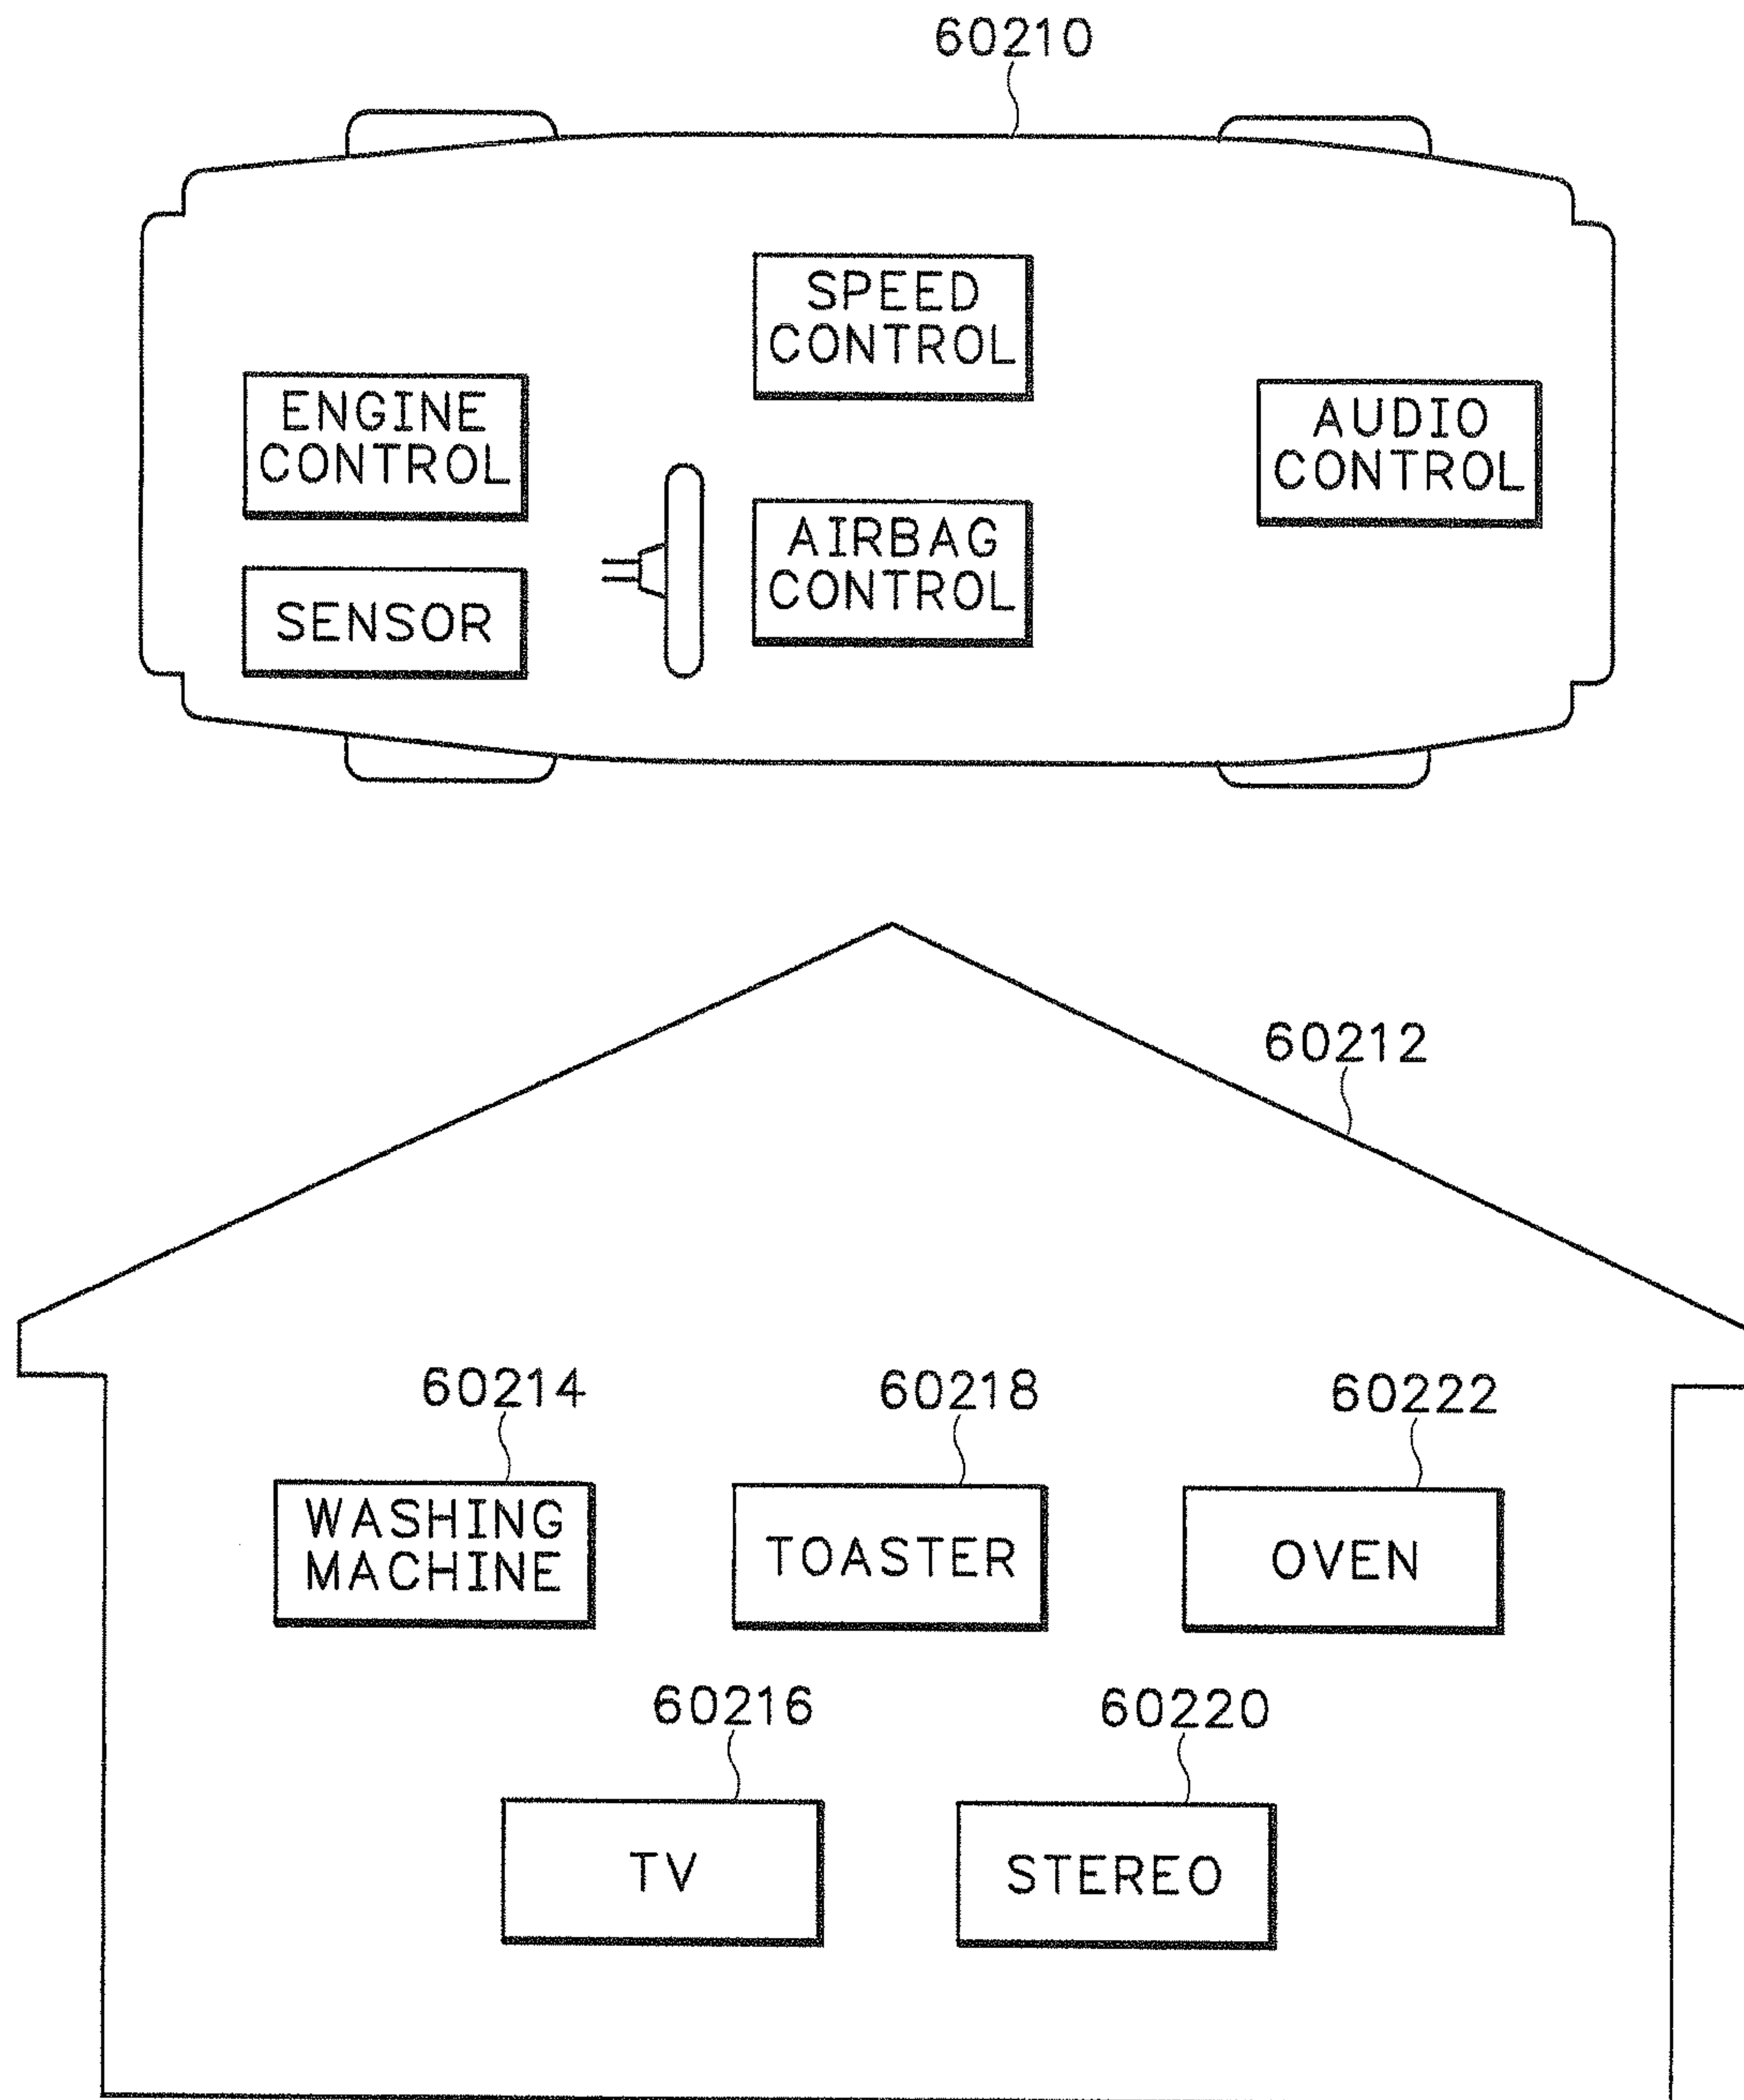 60210
SPEED
CONTROL
ENGINE
CONTROL
AUDIO
CONTROL
AIRBAG
CONTROL
SENSOR
60212
60214
60218
60222
WASHING
MACHINE
TOASTER
OVEN
60216
60220
TV
STEREO